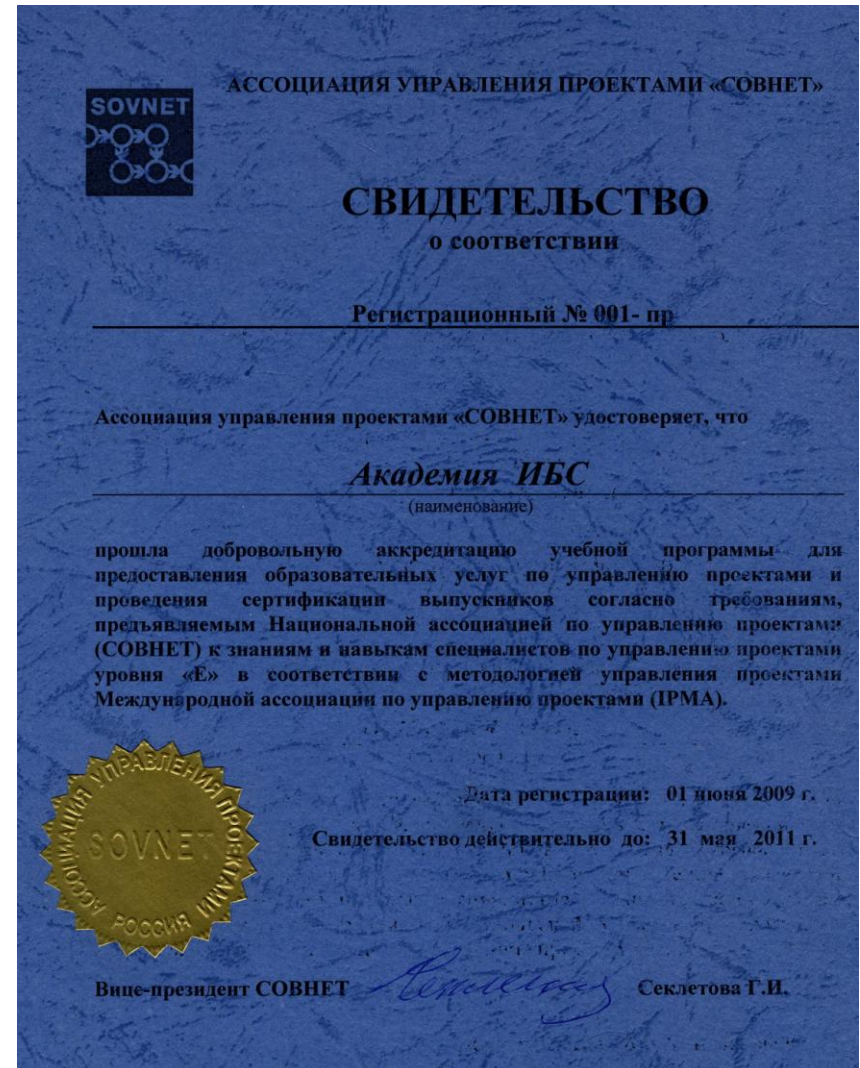 АССОЦИАЦИЯ УПРАВЛЕНИЯ ПРОЕКТАМИ «СОВНЕТ»
SOVNET
СВИДЕТЕЛЬСТВО
о соответствии
Регистрационный № 001- пр
Ассоциация управления проектами «СОВНЕТ» удостоверяет, что
Академия ИБС
(наименование)
прошла добровольную аккредитацию учебной программы для
предоставления образовательных услуг по управлению проектами и
проведения сертификации выпускников согласно требованиям,
предъявляемым Национальной ассоциацией по управлению проектами
(СОВНЕТ) к знаниям и навыкам специалистов по управлению проектами
уровня «Е» в соответствии с методологией управления проектами
Международной ассоциации по управлению проектами (IPMA).
Дата регистрации: 01 июня 2009 г.
Свидетельство действительно до: 31 мая 2011 г.
АССОЦИАЦИЯ УПРАВЛЕНИЯ ПРОЕКТАМИ
SOVNET
РОССИЯ
Вице-президент СОВНЕТ Секлетова Г.И.